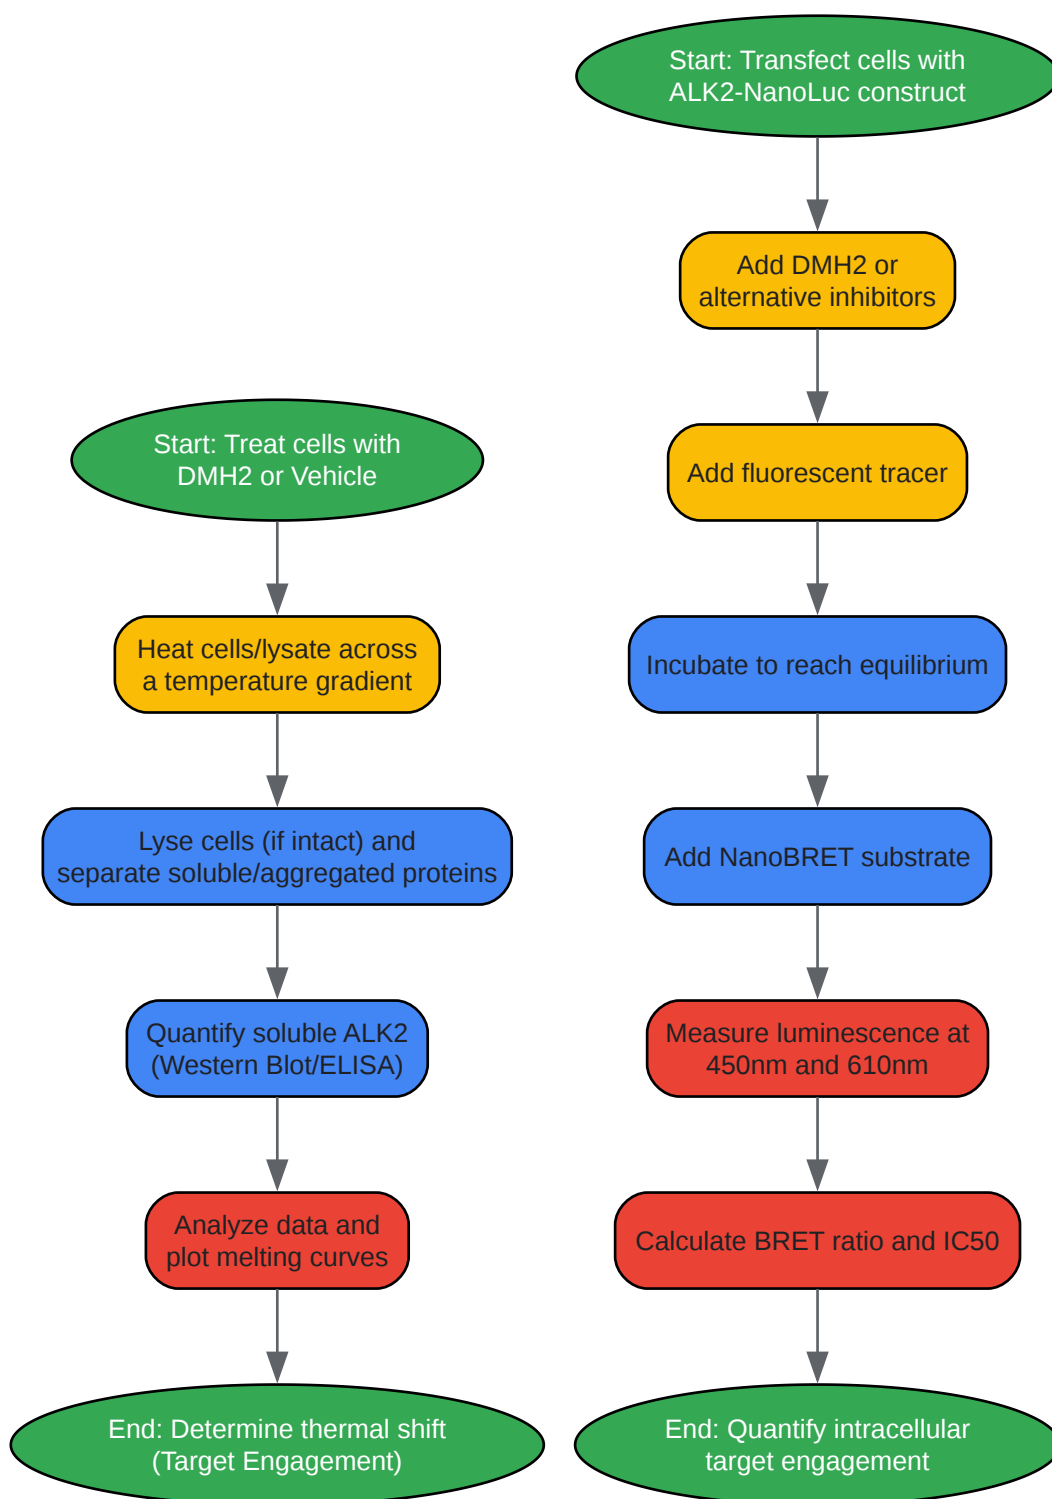 Start: Treat cells with
DMH2 or Vehicle
Heat cells/lysate across
a temperature gradient
Lyse cells (if intact) and
separate soluble/aggregated proteins
Quantify soluble ALK2
(Western Blot/ELISA)
Analyze data and
plot melting curves
End: Determine thermal shift
(Target Engagement)
Start: Transfect cells with
ALK2-NanoLuc construct
Add DMH2 or
alternative inhibitors
Add fluorescent tracer
Incubate to reach equilibrium
Add NanoBRET substrate
Measure luminescence at
450nm and 610nm
Calculate BRET ratio and IC50
End: Quantify intracellular
target engagement